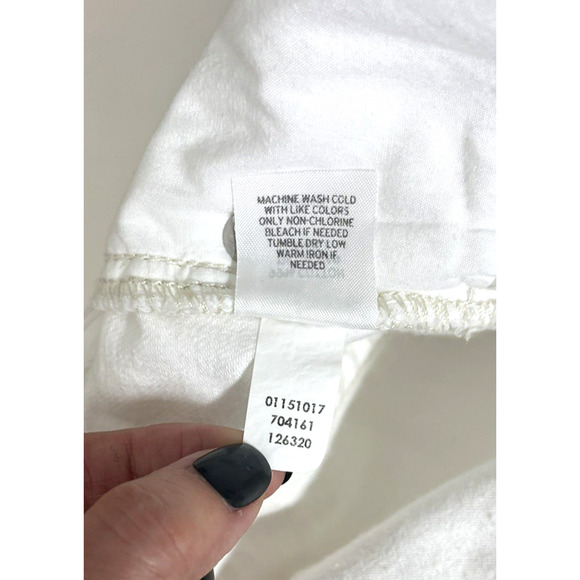 MACHINE WASH COLD
WITH LIKE COLORS
ONLY NON-CHLORINE
BLEACH IF NEEDED
TUMBLE DRY LOW
WARM IRON IF
NEEDED
01151017
704161
126320